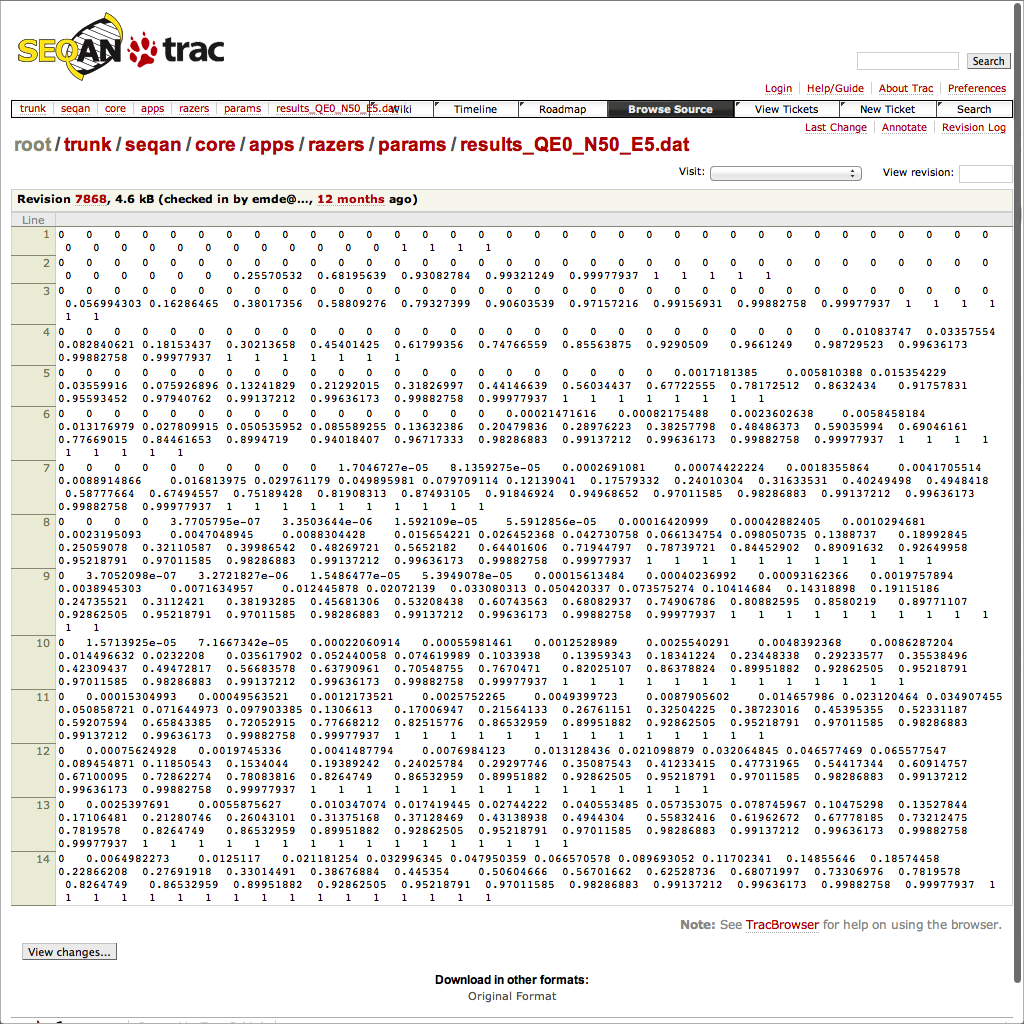 SEQAN trac
Search
Login Help/Guide About Trac Preferences
trunk seqan core apps razers params results_QE0_N50_E5.dat Wiki Timeline Roadmap Browse Source View Tickets New Ticket Search
Last Change Annotate Revision Log
root/trunk/seqan/core/apps/razers/params/results_QE0_N50_E5.dat
Visit: View revision:
Revision 7868, 4.6 kB (checked in by emde@..., 12 months ago)
Line
1 0 0 0 0 0 0 0 0 0 0 0 0 0 0 0 0 0 0 0 0 0 0 0 0 0 0 0 0 0 0 0 0 0 0
0 0 0 0 0 0 0 0 0 0 0 0 1 1 1 1
2 0 0 0 0 0 0 0 0 0 0 0 0 0 0 0 0 0 0 0 0 0 0 0 0 0 0 0 0 0 0 0 0 0 0
0 0 0 0 0 0 0.25570532 0.68195639 0.93082784 0.99321249 0.99977937 1 1 1 1 1
3 0 0 0 0 0 0 0 0 0 0 0 0 0 0 0 0 0 0 0 0 0 0 0 0 0 0 0 0 0 0 0 0 0 0
0.056994303 0.16286465 0.38017356 0.58809276 0.79327399 0.90603539 0.97157216 0.99156931 0.99882758 0.99977937 1 1 1 1
1 1
4 0 0 0 0 0 0 0 0 0 0 0 0 0 0 0 0 0 0 0 0 0 0 0 0 0 0 0 0 0.01083747 0.03357554
0.082840621 0.18153437 0.30213658 0.45401425 0.61799356 0.74766559 0.85563875 0.9290509 0.9661249 0.98729523 0.99636173
0.99882758 0.99977937 1 1 1 1 1 1 1
5 0 0 0 0 0 0 0 0 0 0 0 0 0 0 0 0 0 0 0 0 0 0 0 0.0017181385 0.005810388 0.015354229
0.03559916 0.075926896 0.13241829 0.21292015 0.31826997 0.44146639 0.56034437 0.67722555 0.78172512 0.8632434 0.91757831
0.95593452 0.97940762 0.99137212 0.99636173 0.99882758 0.99977937 1 1 1 1 1 1 1 1
6 0 0 0 0 0 0 0 0 0 0 0 0 0 0 0 0 0.00021471616 0.00082175488 0.0023602638 0.0058458184
0.013176979 0.027809915 0.050535952 0.085589255 0.13632386 0.20479836 0.28976223 0.38257798 0.48486373 0.59035994 0.69046161
0.77669015 0.84461653 0.8994719 0.94018407 0.96717333 0.98286883 0.99137212 0.99636173 0.99882758 0.99977937 1 1 1 1
1 1 1 1 1
7 0 0 0 0 0 0 0 0 0 0 1.7046727e-05 8.1359275e-05 0.0002691081 0.00074422224 0.0018355864 0.0041705514
0.0088914866 0.016813975 0.029761179 0.049895981 0.079709114 0.12139041 0.17579332 0.24010304 0.31633531 0.40249498 0.4948418
0.58777664 0.67494557 0.75189428 0.81908313 0.87493105 0.91846924 0.94968652 0.97011585 0.98286883 0.99137212 0.99636173
0.99882758 0.99977937 1 1 1 1 1 1 1 1 1 1
8 0 0 0 0 3.7705795e-07 3.3503644e-06 1.592109e-05 5.5912856e-05 0.00016420999 0.00042882405 0.0010294681
0.0023195093 0.0047048945 0.0088304428 0.015654221 0.026452368 0.042730758 0.066134754 0.098050735 0.1388737 0.18992845
0.25059078 0.32110587 0.39986542 0.48269721 0.5652182 0.64401606 0.71944797 0.78739721 0.84452902 0.89091632 0.92649958
0.95218791 0.97011585 0.98286883 0.99137212 0.99636173 0.99882758 0.99977937 1 1 1 1 1 1 1 1 1 1 1
9 0 3.7052098e-07 3.2721827e-06 1.5486477e-05 5.3949078e-05 0.00015613484 0.00040236992 0.00093162366 0.0019757894
0.0038945303 0.0071634957 0.012445878 0.02072139 0.033080313 0.050420337 0.073575274 0.10414684 0.14318898 0.19115186
0.24735521 0.3112421 0.38193285 0.45681306 0.53208438 0.60743563 0.68082937 0.74906786 0.80882595 0.8580219 0.89771107
0.92862505 0.95218791 0.97011585 0.98286883 0.99137212 0.99636173 0.99882758 0.99977937 1 1 1 1 1 1 1 1 1 1
1 1
10 0 1.5713925e-05 7.1667342e-05 0.00022060914 0.00055981461 0.0012528989 0.0025540291 0.0048392368 0.0086287204
0.014496632 0.0232208 0.035617902 0.052440058 0.074619989 0.1033938 0.13959343 0.18341224 0.23448338 0.29233577 0.35538496
0.42309437 0.49472817 0.56683578 0.63790961 0.70548755 0.7670471 0.82025107 0.86378824 0.89951882 0.92862505 0.95218791
0.97011585 0.98286883 0.99137212 0.99636173 0.99882758 0.99977937 1 1 1 1 1 1 1 1 1 1 1 1 1
11 0 0.00015304993 0.00049563521 0.0012173521 0.0025752265 0.0049399723 0.0087905602 0.014657986 0.023120464 0.034907455
0.050858721 0.071644973 0.097903385 0.1306613 0.17006947 0.21564133 0.26761151 0.32504225 0.38723016 0.45395355 0.52331187
0.59207594 0.65843385 0.72052915 0.77668212 0.82515776 0.86532959 0.89951882 0.92862505 0.95218791 0.97011585 0.98286883
0.99137212 0.99636173 0.99882758 0.99977937 1 1 1 1 1 1 1 1 1 1 1 1 1 1
12 0 0.00075624928 0.0019745336 0.0041487794 0.0076984123 0.013128436 0.021098879 0.032064845 0.046577469 0.065577547
0.089454871 0.11850543 0.1534044 0.19389242 0.24025784 0.29297746 0.35087543 0.41233415 0.47731965 0.54417344 0.60914757
0.67100095 0.72862274 0.78083816 0.8264749 0.86532959 0.89951882 0.92862505 0.95218791 0.97011585 0.98286883 0.99137212
0.99636173 0.99882758 0.99977937 1 1 1 1 1 1 1 1 1 1 1 1 1 1 1
13 0 0.0025397691 0.0055875627 0.010347074 0.017419445 0.02744222 0.040553485 0.057353075 0.078745967 0.10475298 0.13527844
0.17106481 0.21280746 0.26043101 0.31375168 0.37128469 0.43138938 0.4944304 0.55832416 0.61962672 0.67778185 0.73212475
0.7819578 0.8264749 0.86532959 0.89951882 0.92862505 0.95218791 0.97011585 0.98286883 0.99137212 0.99636173 0.99882758
0.99977937 1 1 1 1 1 1 1 1 1 1 1 1 1 1 1 1
14 0 0.0064982273 0.0125117 0.021181254 0.032996345 0.047950359 0.066570578 0.089693052 0.11702341 0.14855646 0.18574458
0.22866208 0.27691918 0.33014491 0.38676884 0.445354 0.50604666 0.56701662 0.62528736 0.68071997 0.73306976 0.7819578
0.8264749 0.86532959 0.89951882 0.92862505 0.95218791 0.97011585 0.98286883 0.99137212 0.99636173 0.99882758 0.99977937 1
1 1 1 1 1 1 1 1 1 1 1 1 1 1 1 1
Note: See TracBrowser for help on using the browser.
View changes...
Download in other formats:
Original Format